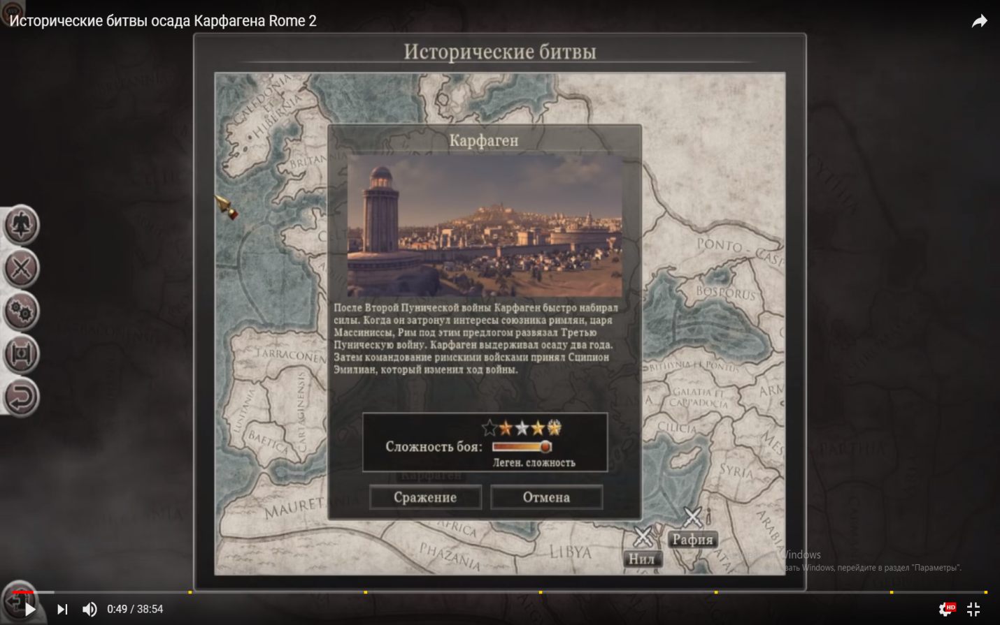 Исторические битвы осада Карфагена Rome 2
Исторические битвы
CALEDONIA
ET
HIBERNIA
BRITANNIA
Карфаген
PONTO - CASP
BOSPORUS
После Второй Пунической войны Карфаген быстро набирал
силы. Когда он затронул интересы союзника римлян, царя
Массиниссы, Рим под этим предлогом развязал Третью
Пуническую войну. Карфаген выдерживал осаду два года.
Затем командование римскими войсками принял Сципион
Эмилиан, который изменил ход войны.
TARRACONEN
LUSITANIA
CARTAGINENSIS
BAETICA
BITHYNIA ET PONTUS
GALATIA ET
CAPPADOCIA
ARM
CILICIA
MES
SYRIA
PARTHIA
Сложность боя:
Леген. сложность
Карфаген
Сражение
Отмена
MAURETANIA
AFRICA
PHAZANIA
LIBYA
ARABIA
Рафия
Нил
Windows
вать Windows, перейдите в раздел "Параметры".
0:49 / 38:54
HD